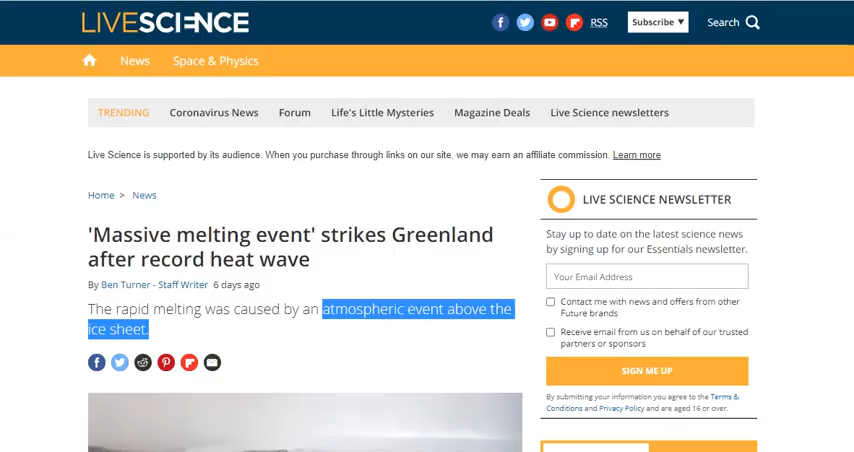 LIVESCIENCE
RSS
Subscribe ▼
Search
News
Space & Physics
TRENDING
Coronavirus News
Forum
Life's Little Mysteries
Magazine Deals
Live Science newsletters
Live Science is supported by its audience. When you purchase through links on our site, we may earn an affiliate commission. Learn more
Home > News
'Massive melting event' strikes Greenland
after record heat wave
By Ben Turner - Staff Writer 6 days ago
The rapid melting was caused by an atmospheric event above the
ice sheet.
LIVE SCIENCE NEWSLETTER
Stay up to date on the latest science news
by signing up for our Essentials newsletter.
Your Email Address
Contact me with news and offers from other
Future brands
Receive email from us on behalf of our trusted
partners or sponsors
SIGN ME UP
By submitting your information you agree to the Terms &
Conditions and Privacy Policy and are aged 16 or over.